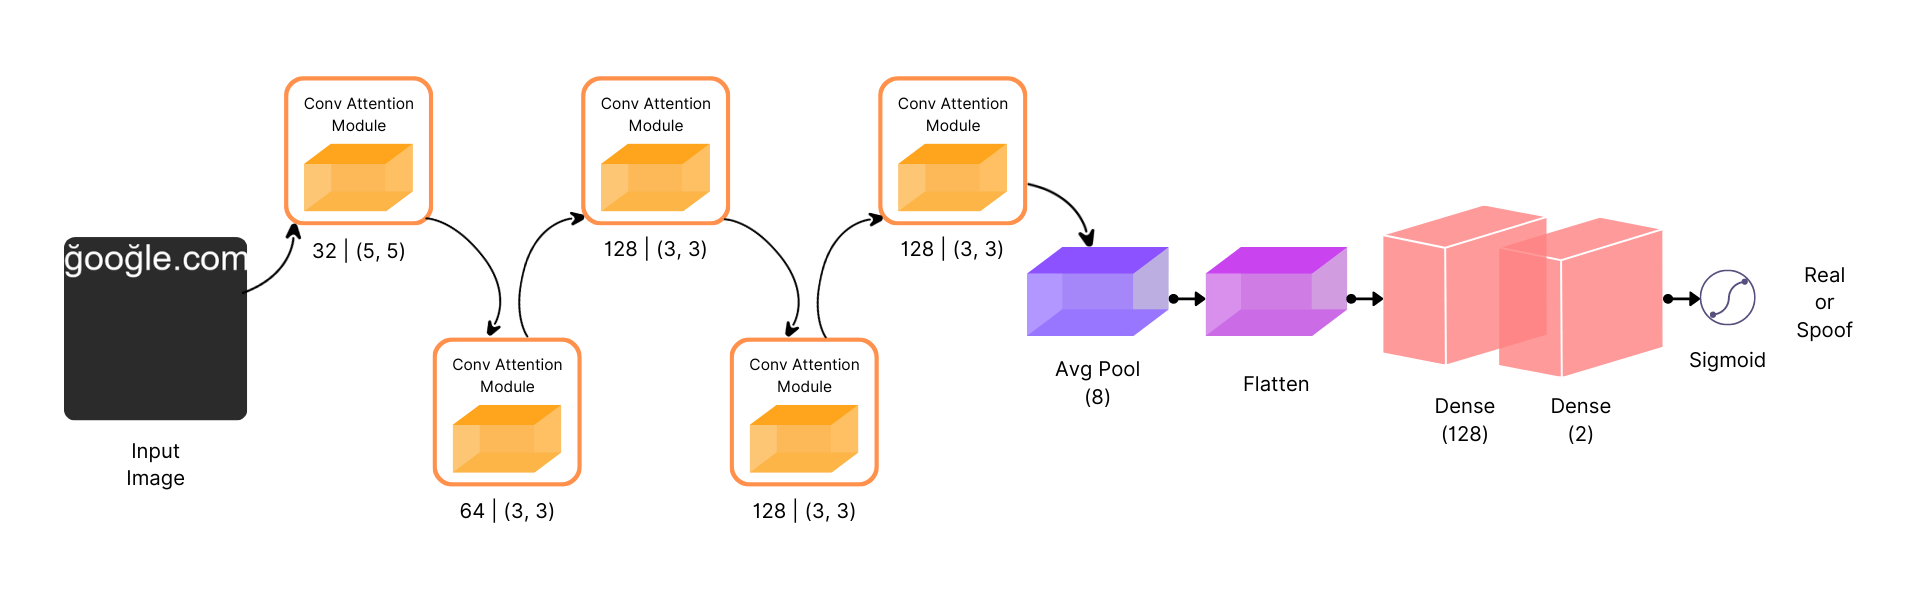 ğooğle.com
Input
Image
Conv Attention
Module
32 | (5, 5)
Conv Attention
Module
64 | (3, 3)
Conv Attention
Module
128 | (3, 3)
Conv Attention
Module
128 | (3, 3)
Conv Attention
Module
128 | (3, 3)
Avg Pool
(8)
Flatten
Dense
(128)
Dense
(2)
Sigmoid
Real
or
Spoof